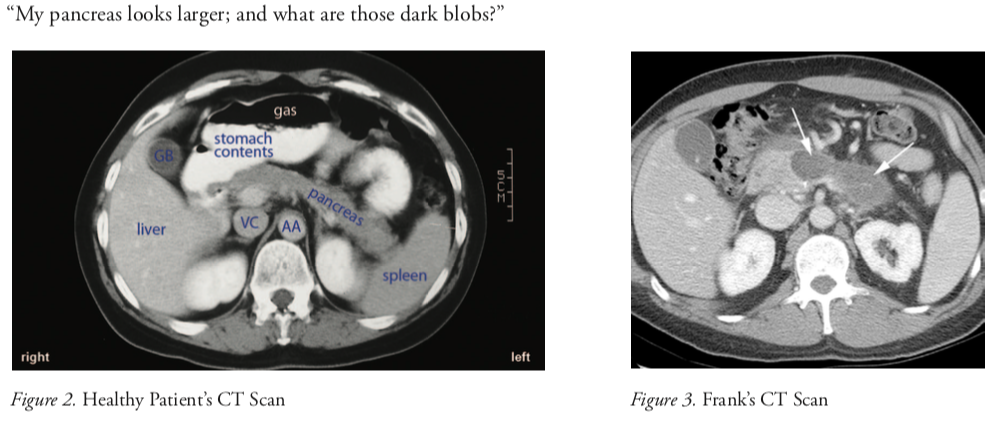 “My pancreas looks larger; and what are those dark blobs?”
gas
stomach
contents
GB
pancreas
VC
AA
liver
spleen
5CM
right
left
Figure 2. Healthy Patient’s CT Scan
Figure 3. Frank’s CT Scan